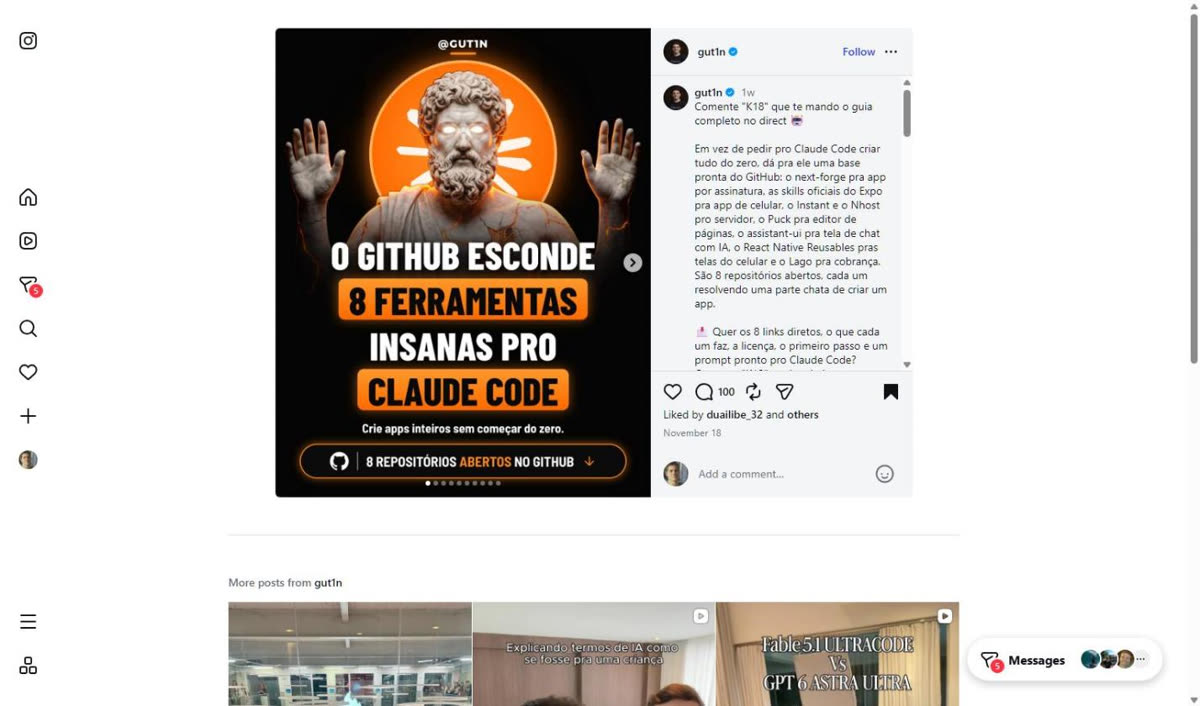 @GUT1N
O GITHUB ESCONDE
8 FERRAMENTAS
INSANAS PRO
CLAUDE CODE
Crie apps inteiros sem começar do zero.
8 REPOSITÓRIOS ABERTOS NO GITHUB
gut1n
Follow
gut1n 1w
Comente "K18" que te mando o guia
completo no direct
Em vez de pedir pro Claude Code criar
tudo do zero, dá pra ele uma base
pronta do GitHub: o next-forge pra app
por assinatura, as skills oficiais do Expo
pra app de celular, o Instant e o Nhost
pro servidor, o Puck pra editor de
páginas, o assistant-ui pra tela de chat
com IA, o React Native Reusables pras
telas do celular e o Lago pra cobrança.
São 8 repositórios abertos, cada um
resolvendo uma parte chata de criar um
app.
Quer os 8 links diretos, o que cada
um faz, a licença, o primeiro passo e um
prompt pronto pro Claude Code?
100
Liked by duailibe_32 and others
November 18
Add a comment...
5
More posts from gut1n
Explicando termos de IA como
se fosse pra uma criança
Fable 5.1 ULTRACODE
Vs
GPT 6 ASTRA ULTRA
5
Messages